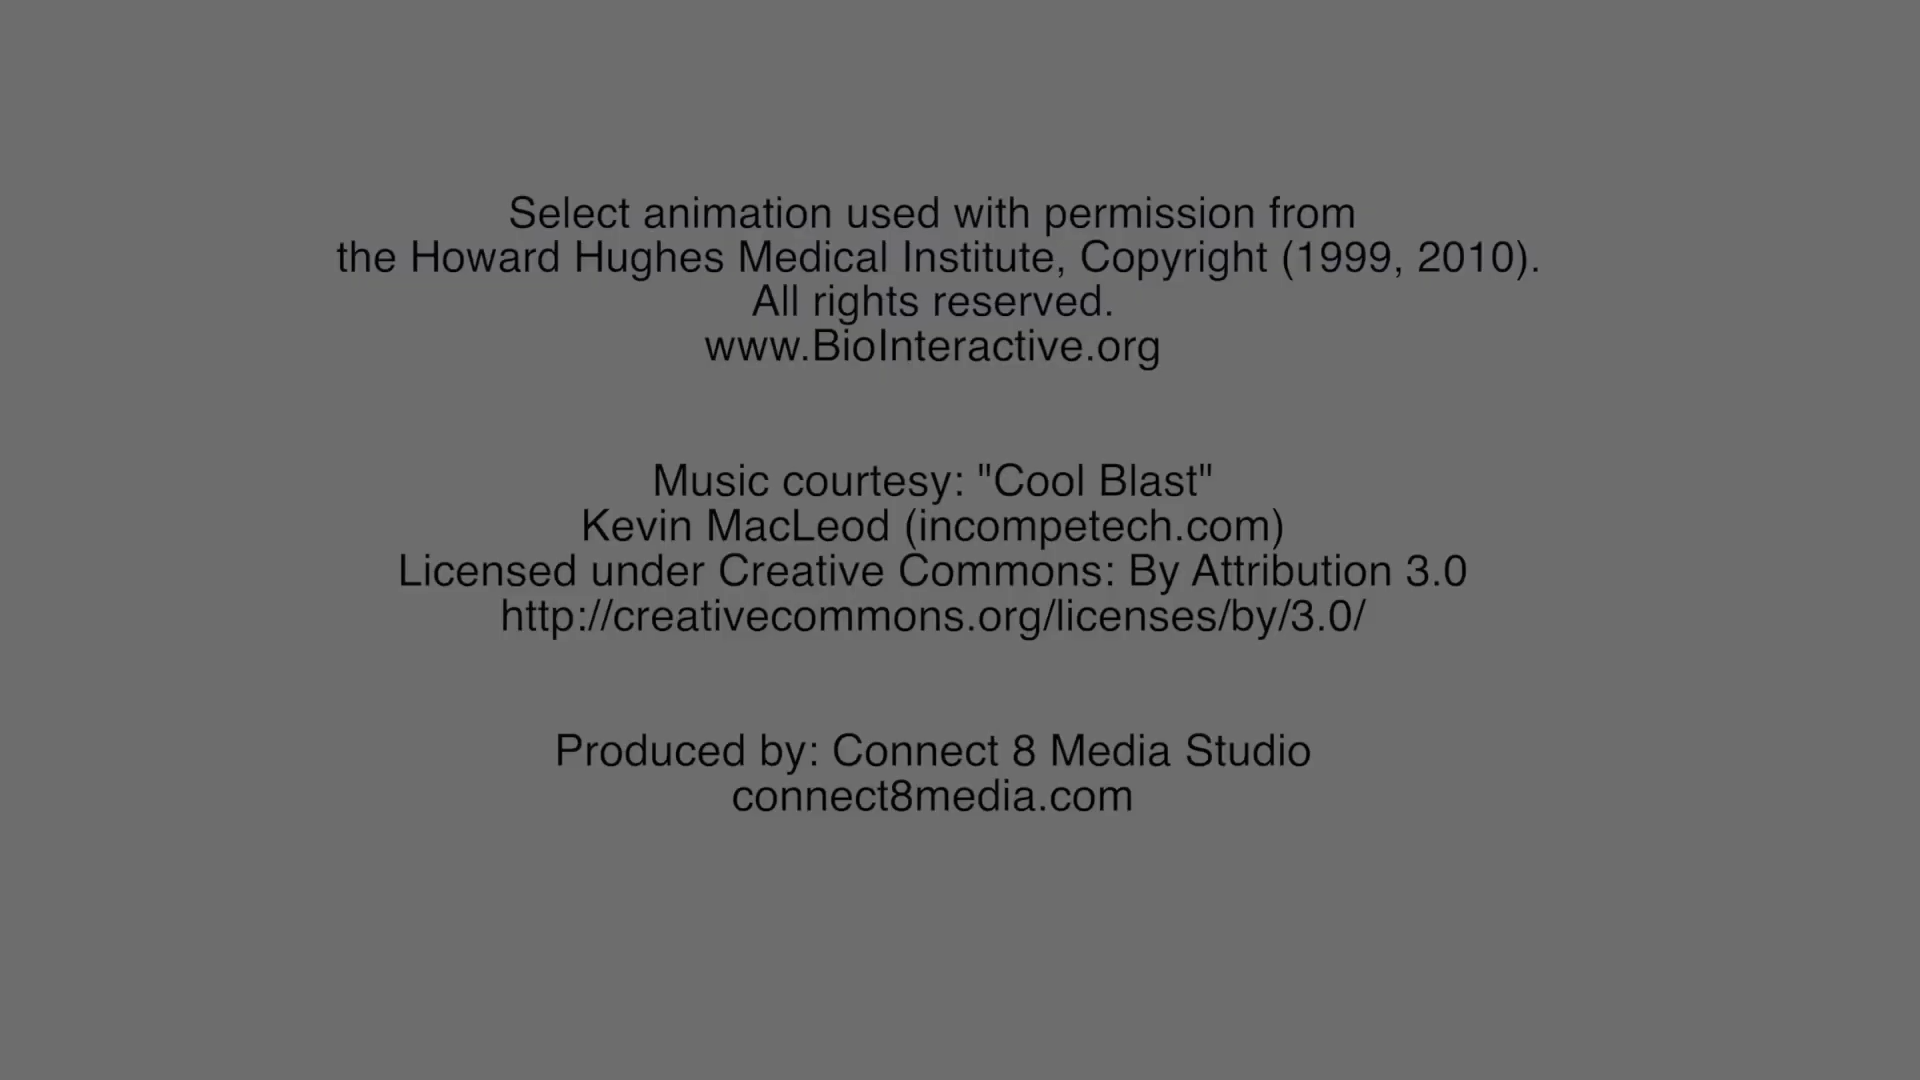 Select animation used with permission from
the Howard Hughes Medical Institute, Copyright (1999, 2010).
All rights reserved.
www.BioInteractive.org
Music courtesy: "Cool Blast"
Kevin MacLeod (incompetech.com)
Licensed under Creative Commons: By Attribution 3.0
http://creativecommons.org/licenses/by/3.0/
Produced by: Connect 8 Media Studio
connect8media.com